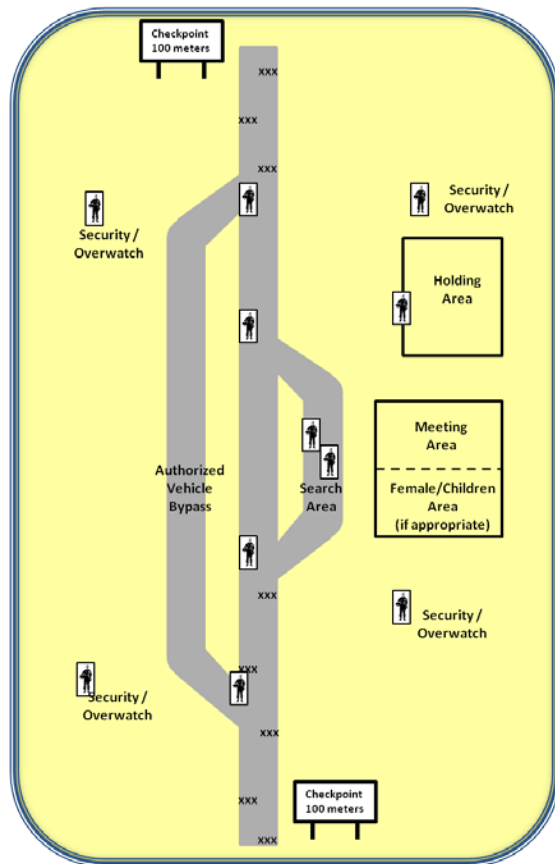 Checkpoint
100 meters
xxx
xxx
xxx
Security /
Overwatch
Security /
Overwatch
Holding
Area
Meeting
Area
Authorized
Vehicle
Bypass
Search
Area
Female/Children
Area
(if appropriate)
xxx
Security /
Overwatch
xxx
Security /
Overwatch
xxx
xxx
Checkpoint
100 meters
xxx